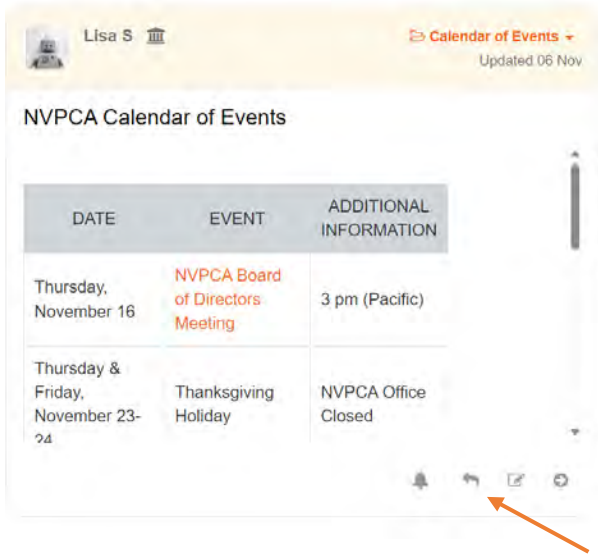 Lisa S
Calendar of Events
Updated 06 Nov
NVPCA Calendar of Events
DATE
EVENT
ADDITIONAL
INFORMATION
Thursday,
November 16
NVPCA Board
of Directors
Meeting
3 pm (Pacific)
Thursday &
Friday,
November 23-
24
Thanksgiving
Holiday
NVPCA Office
Closed